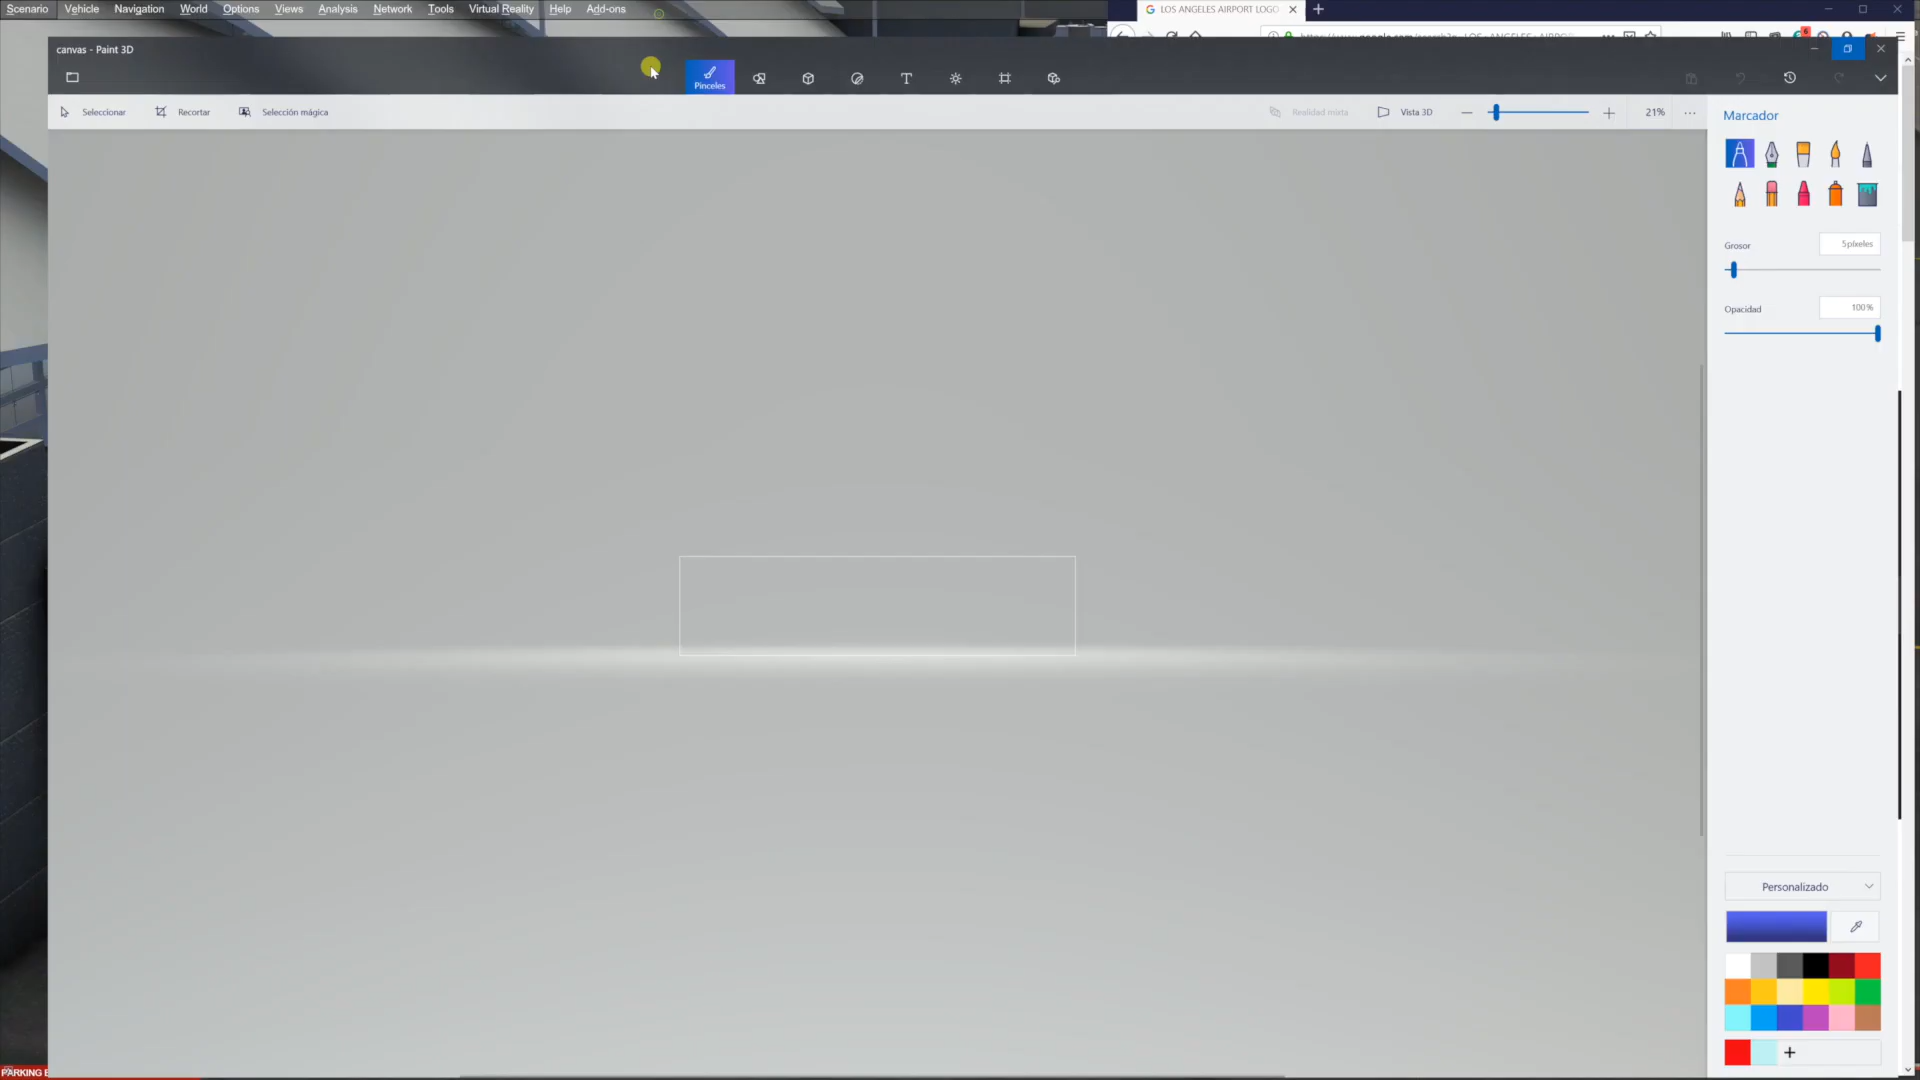 Scenario Vehicle Navigation World Options Views Analysis Network Tools Virtual Reality Help Add-ons
LOS ANGELES AIRPORT LOGO
canvas - Paint 3D
Pinceles
Seleccionar Recortar Selección mágica Realidad mixta Vista 3D 21%
Marcador
Grosor 5píxeles
Opacidad 100%
Personalizado
PARKING